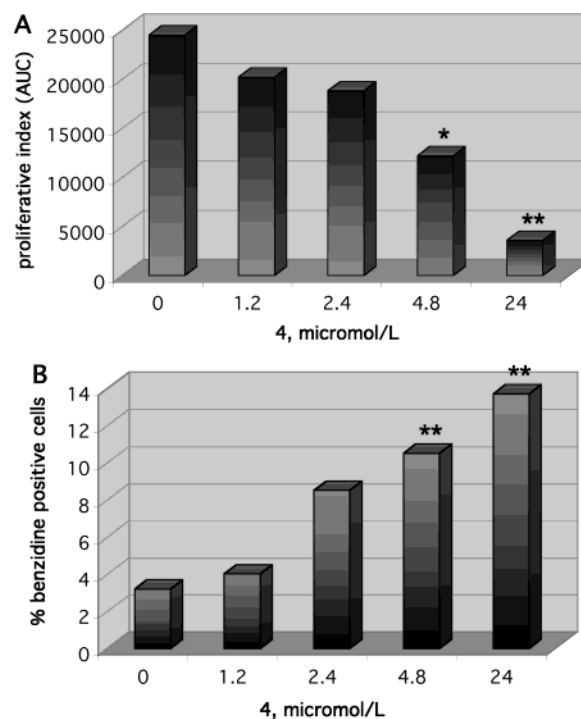 A
proliferative index (AUC)
25000
20000
15000
10000
5000
0
*
**
0 1.2 2.4 4.8 24
4, micromol/L
B
% benzidine positive cells
14
12
10
8
6
4
2
0
**
**
0 1.2 2.4 4.8 24
4, micromol/L